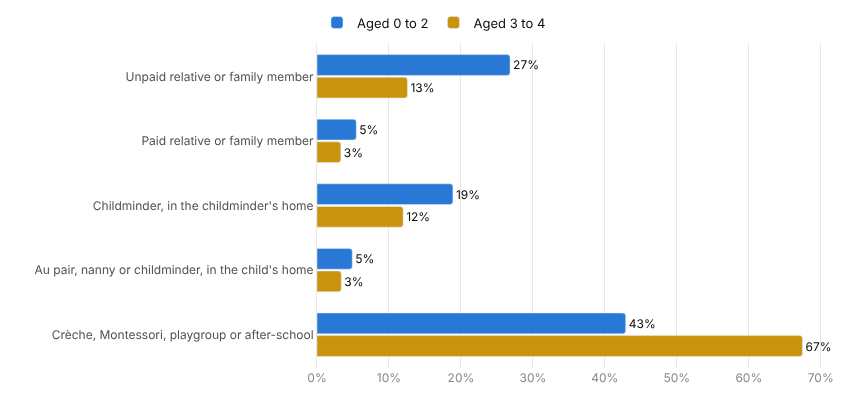 Aged 0 to 2 Aged 3 to 4
Unpaid relative or family member
27%
13%
Paid relative or family member
5%
3%
Childminder, in the childminder's home
19%
12%
Au pair, nanny or childminder, in the child's home
5%
3%
Crèche, Montessori, playgroup or after-school
43%
67%
0% 10% 20% 30% 40% 50% 60% 70%